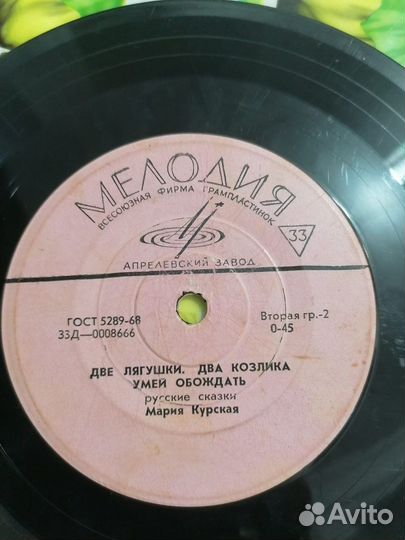 МЕЛОДИЯ
ВСЕСОЮЗНАЯ ФИРМА ГРАМПЛАСТИНОК
33
АПРЕЛЕВСКИЙ ЗАВОД
ГОСТ 5289-68 Вторая гр.-2
33Д—0008666 0-45
ДВЕ ЛЯГУШКИ. ДВА КОЗЛИКА
УМЕЙ ОБОЖДАТЬ
русские сказки
Мария Курская
Avito